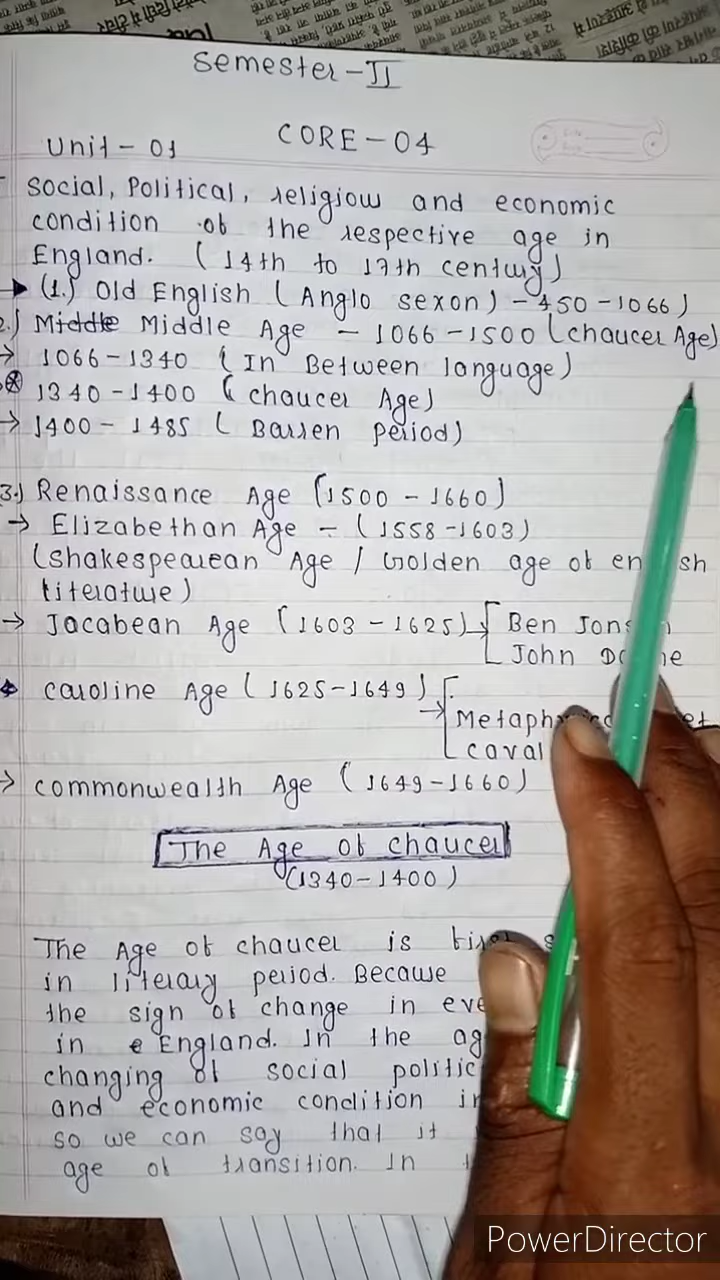 Semester-II
Unit-01 CORE-04
Social, Political, religiow and economic
condition of the respective age in
England. (14th to 17th century)
(1.) Old English (Anglo sexon) - 450-1066)
2.) Middle Middle Age - 1066-1500 (chaucer Age)
→ 1066-1340 (In Between language)
1340-1400 (chaucer Age)
→ 1400-1485 (Barren period)
3.) Renaissance Age (1500-1660)
→ Elizabethan Age - (1558-1603)
(Shakespearean Age / Golden age of en sh
literature)
→ Jacabean Age (1603-1625) Ben Jons
John Do ne
caroline Age (1625-1649)
→ Metaph
caval
→ commonwealth Age (1649-1660)
The Age of chaucer
(1340-1400)
The Age of chaucer is
in literary period. Because
the sign of change in eve
in e England. In the ag
changing of social politic
and economic condition in
so we can say that it
age of transition. In
PowerDirector